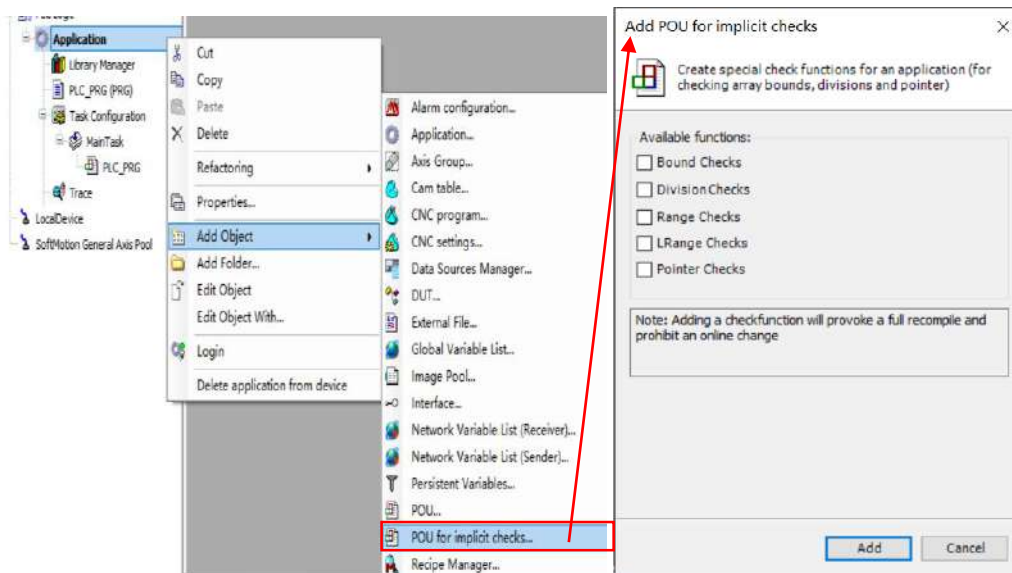 Application
Library Manager
PLC_PRG (PRG)
Task Configuration
MainTask
PLC_PRG
Trace
LocalDevice
SoftMotion General Axis Pool
Cut
Copy
Paste
Delete
Refactoring
Properties...
Add Object
Add Folder...
Edit Object
Edit Object With...
Login
Delete application from device
Alarm configuration...
Application...
Axis Group...
Cam table...
CNC program...
CNC settings...
Data Sources Manager...
DUT...
External File...
Global Variable List...
Image Pool...
Interface...
Network Variable List (Receiver)...
Network Variable List (Sender)...
Persistent Variables...
POU...
POU for implicit checks...
Recipe Manager...
Add POU for implicit checks
Create special check functions for an application (for
checking array bounds, divisions and pointer)
Available functions:
Bound Checks
Division Checks
Range Checks
LRange Checks
Pointer Checks
Note: Adding a checkfunction will provoke a full recompile and
prohibit an online change
Add
Cancel